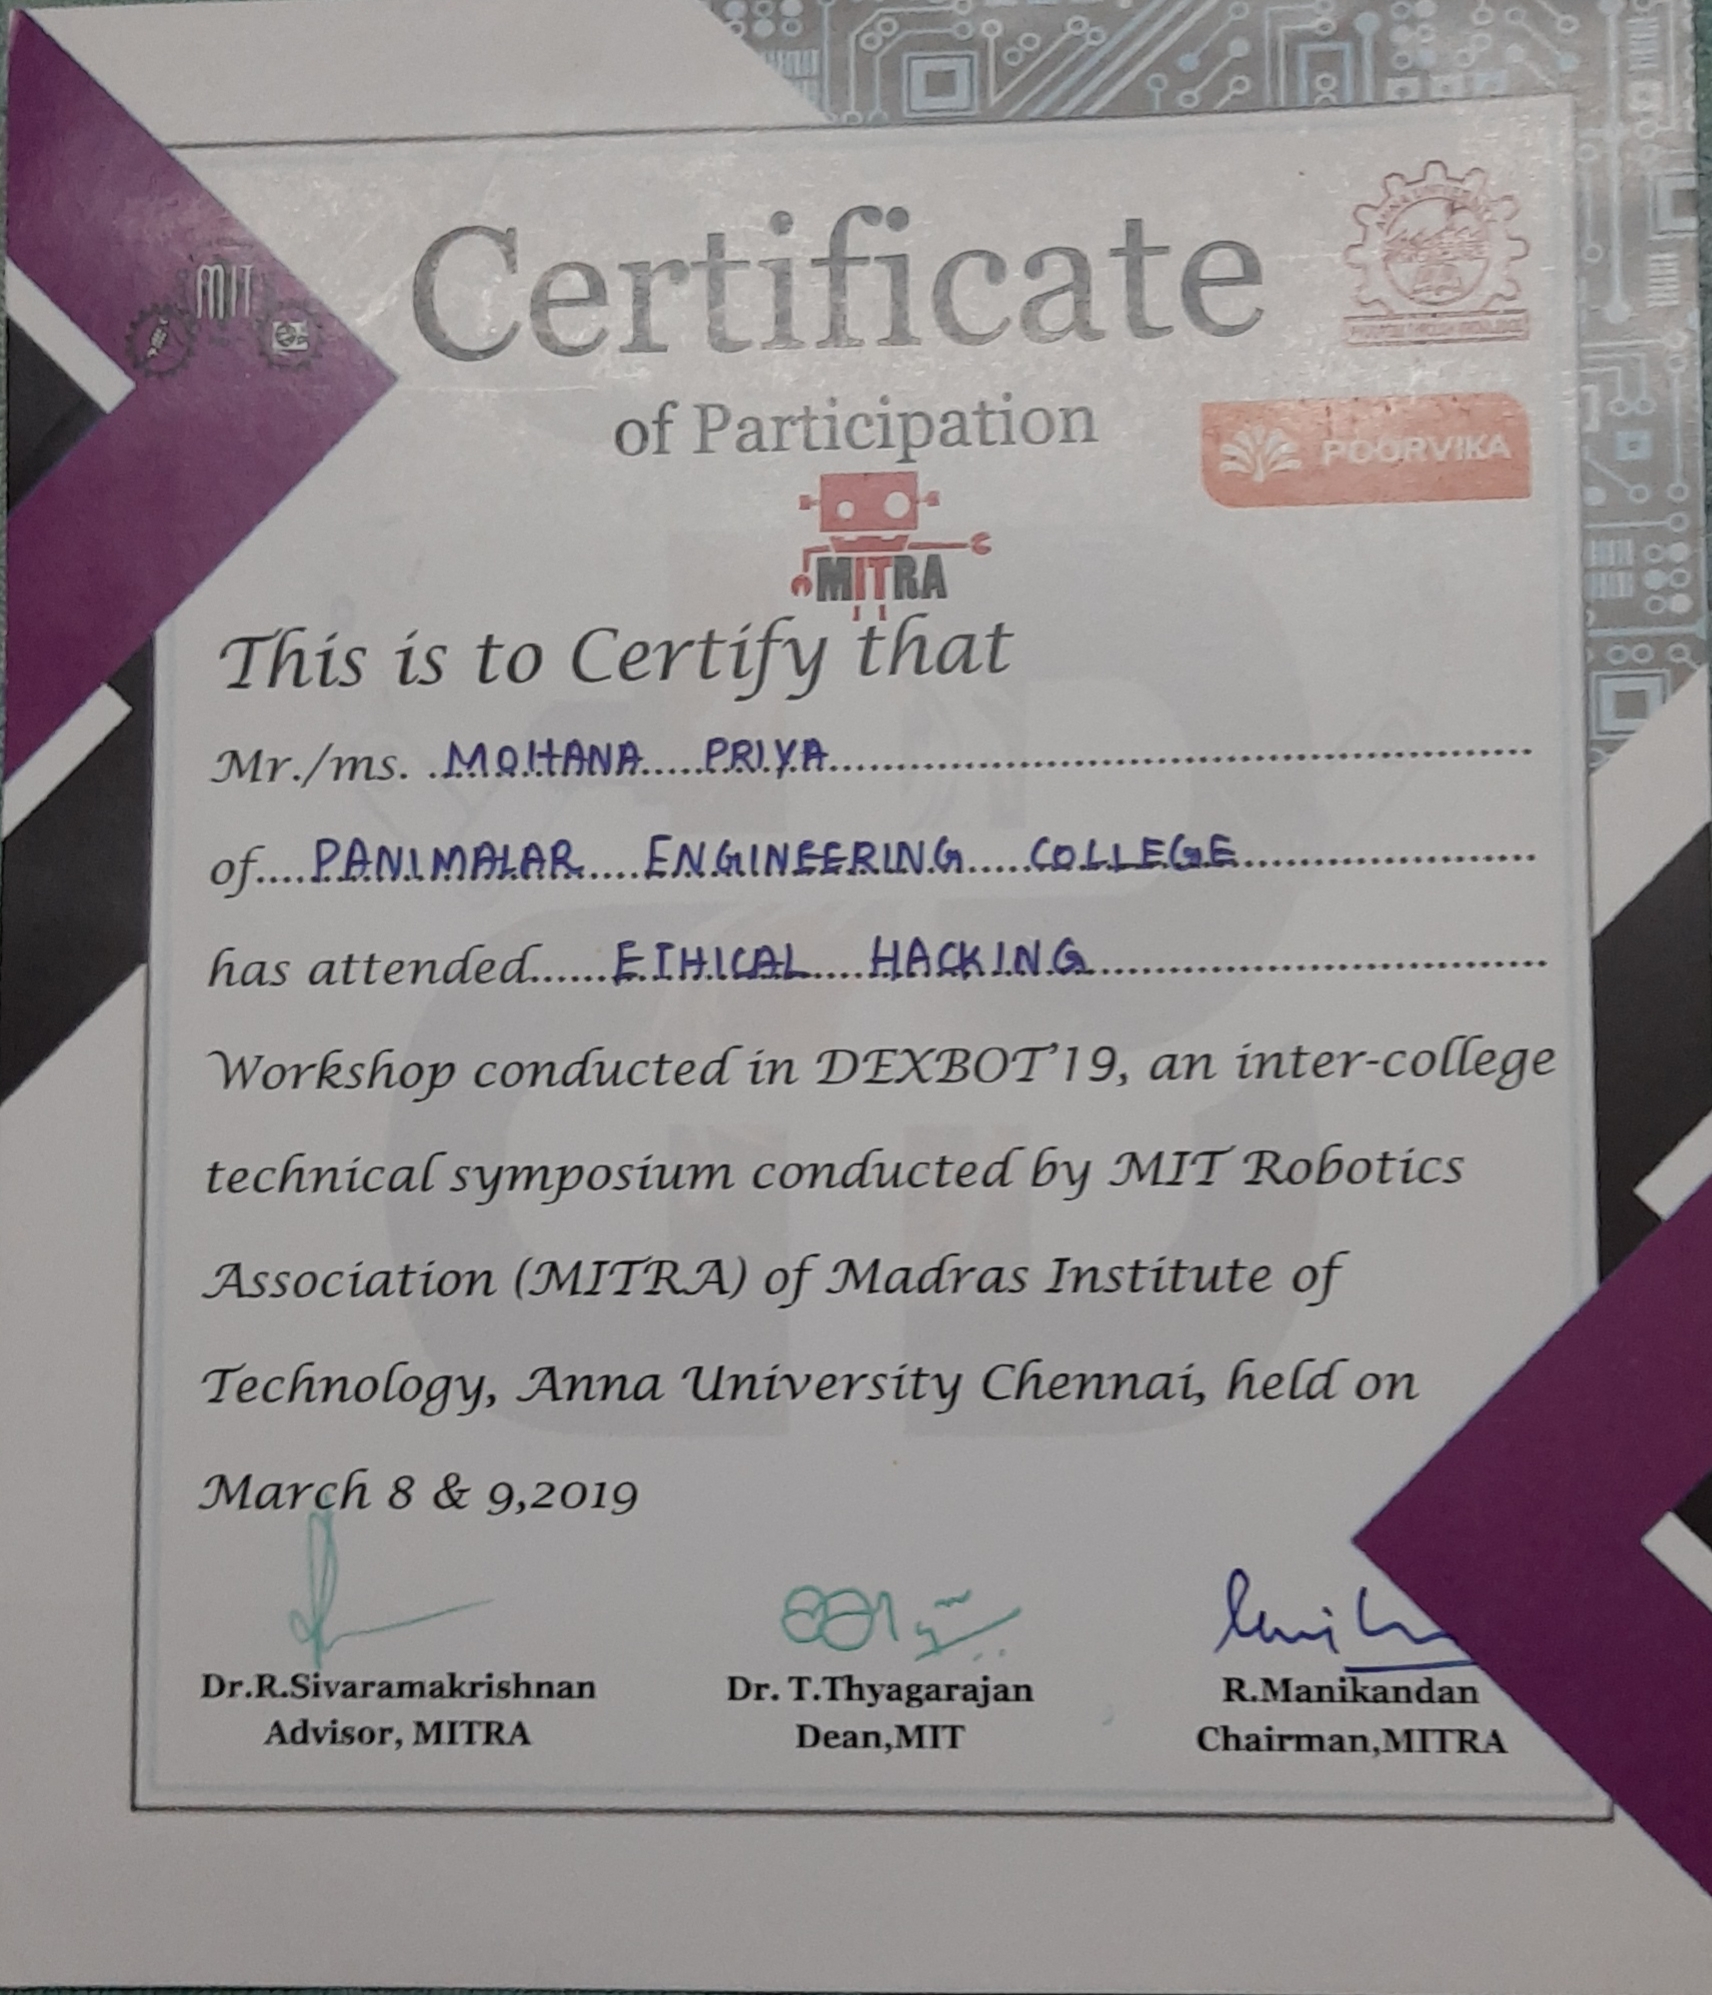 MIT
Certificate
of Participation
POORVIKA
MITRA
This is to Certify that
Mr./ms. MOHANA PRIYA
of PANIMALAR ENGINEERING COLLEGE
has attended ETHICAL HACKING
Workshop conducted in DEXBOT'19, an inter-college
technical symposium conducted by MIT Robotics
Association (MITRA) of Madras Institute of
Technology, Anna University Chennai, held on
March 8 & 9,2019
Dr.R.Sivaramakrishnan Dr. T.Thyagarajan R.Manikandan
Advisor, MITRA Dean,MIT Chairman,MITRA